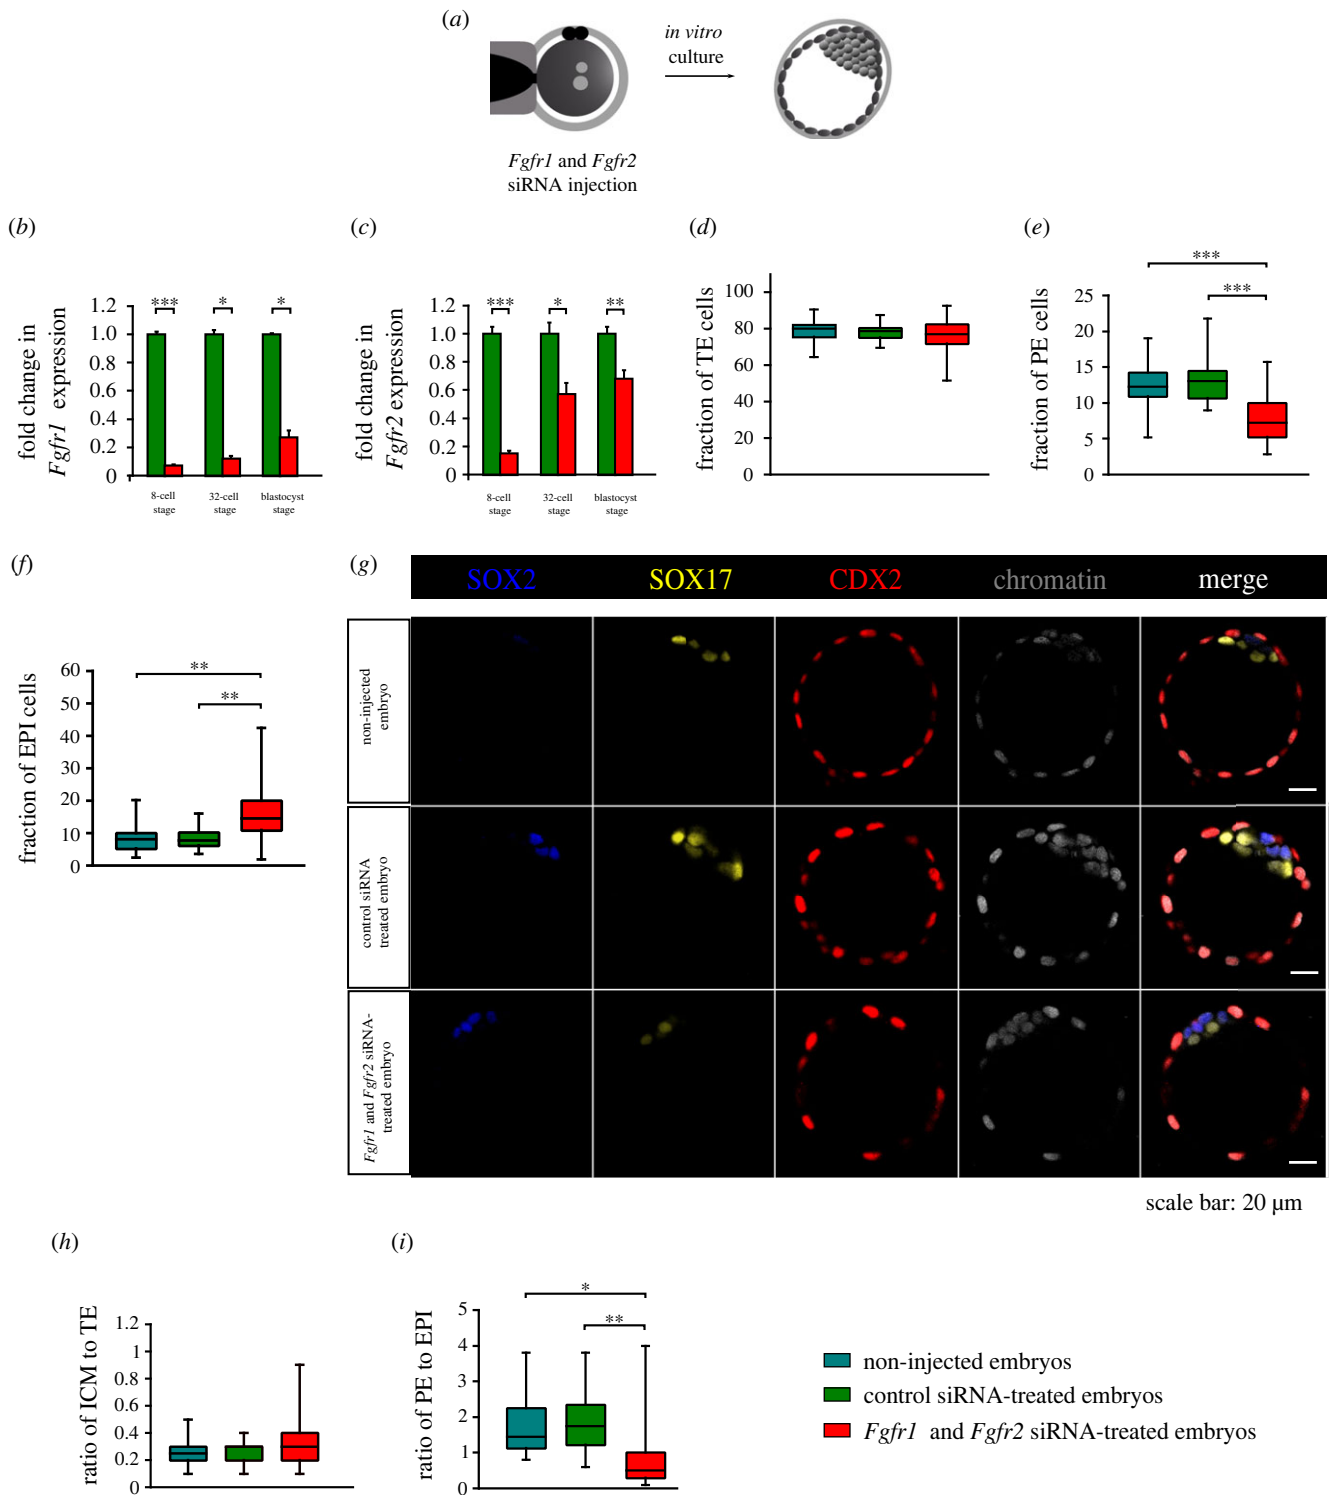 (a)
in vitro
culture
Fgfr1 and Fgfr2
siRNA injection
(b)
fold change in
Fgfr1 expression
1.2
1.0
0.8
0.6
0.4
0.2
0
***
*
*
8-cell
stage
32-cell
stage
blastocyst
stage
(c)
fold change in
Fgfr2 expression
1.2
1.0
0.8
0.6
0.4
0.2
0
***
*
**
8-cell
stage
32-cell
stage
blastocyst
stage
(d)
fraction of TE cells
100
80
60
40
20
0
(e)
fraction of PE cells
25
20
15
10
5
0
***
***
(f)
fraction of EPI cells
60
50
40
30
20
10
0
**
**
(g)
SOX2 SOX17 CDX2 chromatin merge
non-injected
embryo
control siRNA
treated embryo
Fgfr1 and Fgfr2 siRNA-
treated embryo
scale bar: 20 µm
(h)
ratio of ICM to TE
1.2
1
0.8
0.6
0.4
0.2
0
(i)
ratio of PE to EPI
5
4
3
2
1
0
*
**
non-injected embryos
control siRNA-treated embryos
Fgfr1 and Fgfr2 siRNA-treated embryos